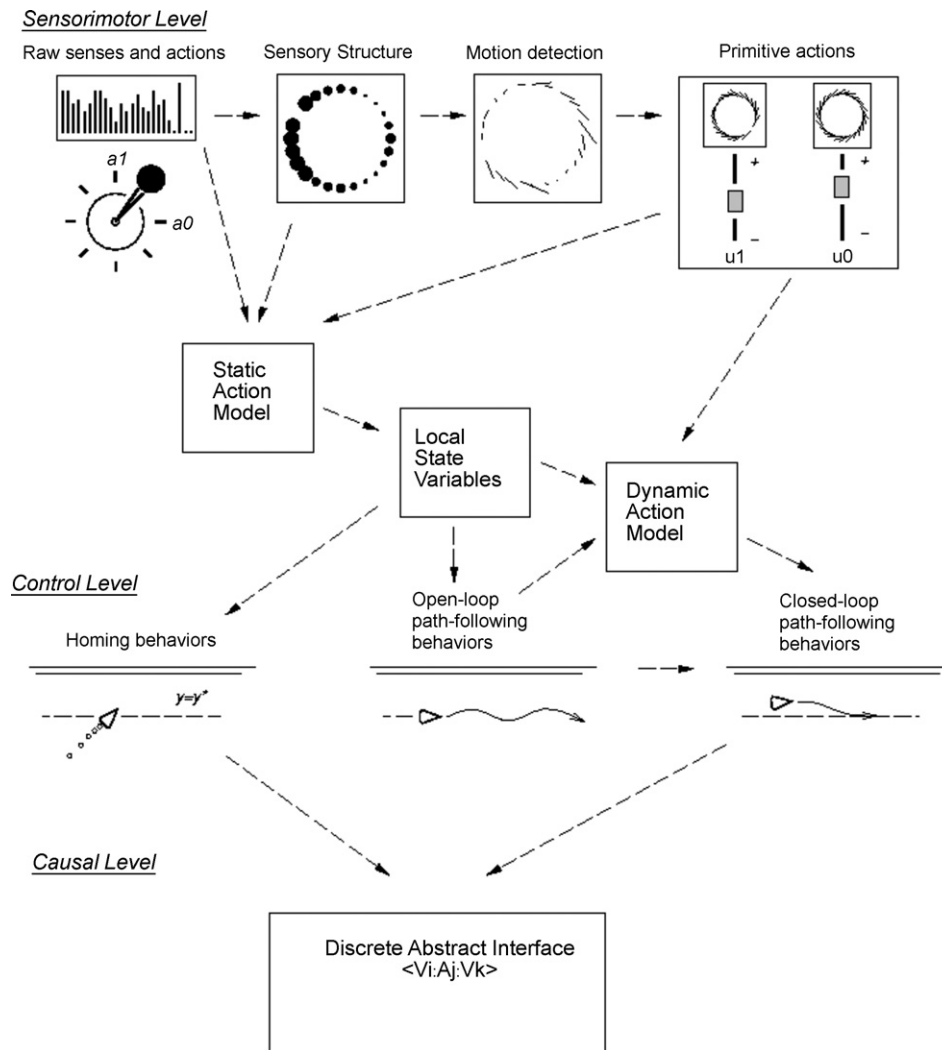 Sensorimotor Level
Raw senses and actions
Sensory Structure
Motion detection
Primitive actions
a1
a0
+
+
−
−
u1
u0
Static
Action
Model
Local
State
Variables
Dynamic
Action
Model
Control Level
Homing behaviors
Open-loop
path-following
behaviors
Closed-loop
path-following
behaviors
y=y*
Causal Level
Discrete Abstract Interface
<Vi:Aj:Vk>